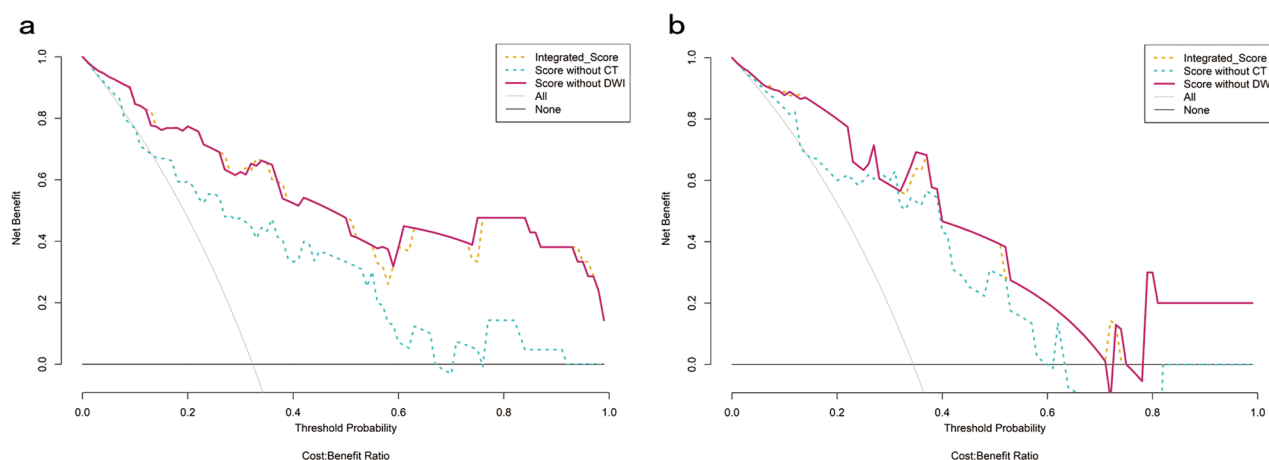 a
Net Benefit
1.0
0.8
0.6
0.4
0.2
0.0
Integrated_Score
Score without CT
Score without DWI
All
None
0.0 0.2 0.4 0.6 0.8 1.0
Threshold Probability
Cost:Benefit Ratio
b
Net Benefit
1.0
0.8
0.6
0.4
0.2
0.0
Integrated_Score
Score without CT
Score without DW
All
None
0.0 0.2 0.4 0.6 0.8 1.0
Threshold Probability
Cost:Benefit Ratio